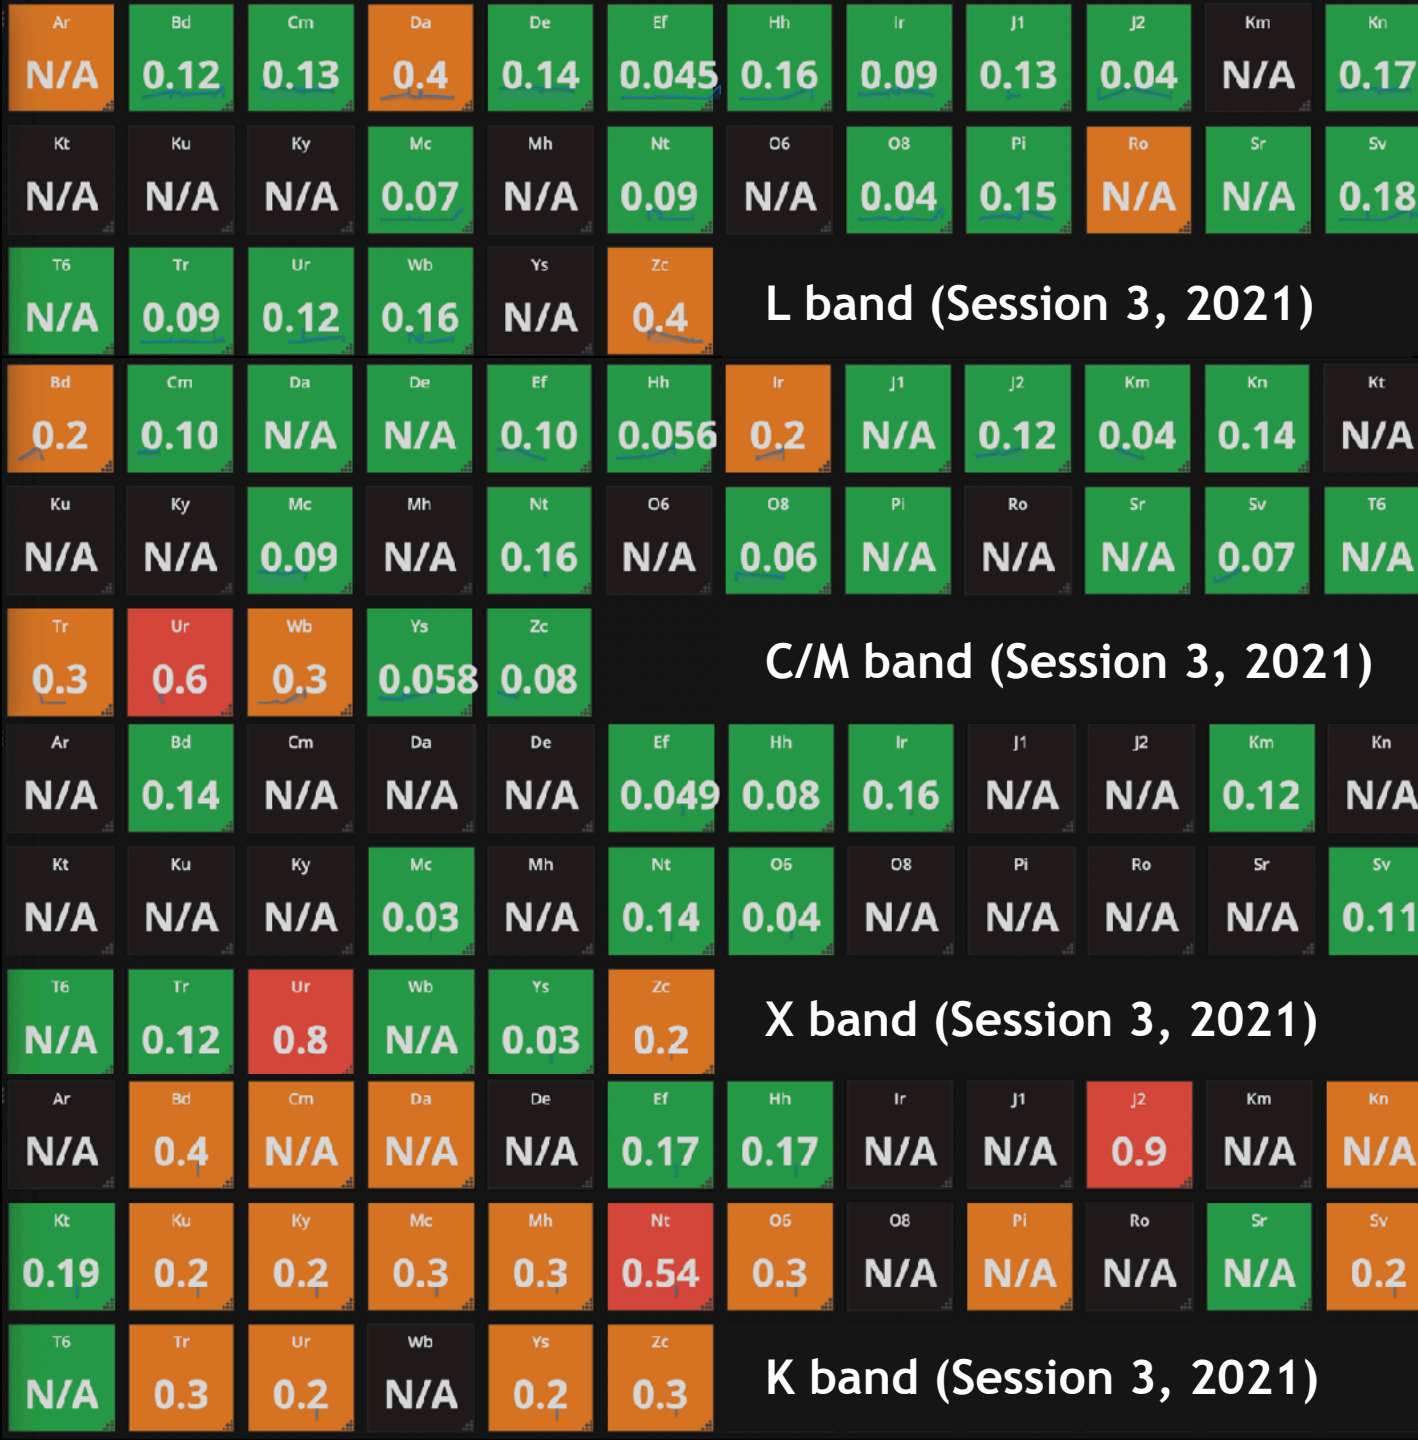 Ar Bd Cm Da De Ef Hh Ir J1 J2 Km Kn
N/A 0.12 0.13 0.4 0.14 0.045 0.16 0.09 0.13 0.04 N/A 0.17
Kt Ku Ky Mc Mh Nt O6 O8 Pi Ro Sr Sv
N/A N/A N/A 0.07 N/A 0.09 N/A 0.04 0.15 N/A N/A 0.18
T6 Tr Ur Wb Ys Zc
N/A 0.09 0.12 0.16 N/A 0.4
L band (Session 3, 2021)
Bd Cm Da De Ef Hh Ir J1 J2 Km Kn Kt
0.2 0.10 N/A N/A 0.10 0.056 0.2 N/A 0.12 0.04 0.14 N/A
Ku Ky Mc Mh Nt O6 O8 Pi Ro Sr Sv T6
N/A N/A 0.09 N/A 0.16 N/A 0.06 N/A N/A N/A 0.07 N/A
Tr Ur Wb Ys Zc
0.3 0.6 0.3 0.058 0.08
C/M band (Session 3, 2021)
Ar Bd Cm Da De Ef Hh Ir J1 J2 Km Kn
N/A 0.14 N/A N/A N/A 0.049 0.08 0.16 N/A N/A 0.12 N/A
Kt Ku Ky Mc Mh Nt O6 O8 Pi Ro Sr Sv
N/A N/A N/A 0.03 N/A 0.14 0.04 N/A N/A N/A N/A 0.11
T6 Tr Ur Wb Ys Zc
N/A 0.12 0.8 N/A 0.03 0.2
X band (Session 3, 2021)
Ar Bd Cm Da De Ef Hh Ir J1 J2 Km Kn
N/A 0.4 N/A N/A N/A 0.17 0.17 N/A N/A 0.9 N/A N/A
Kt Ku Ky Mc Mh Nt O6 O8 Pi Ro Sr Sv
0.19 0.2 0.2 0.3 0.3 0.54 0.3 N/A N/A N/A N/A 0.2
T6 Tr Ur Wb Ys Zc
N/A 0.3 0.2 N/A 0.2 0.3
K band (Session 3, 2021)